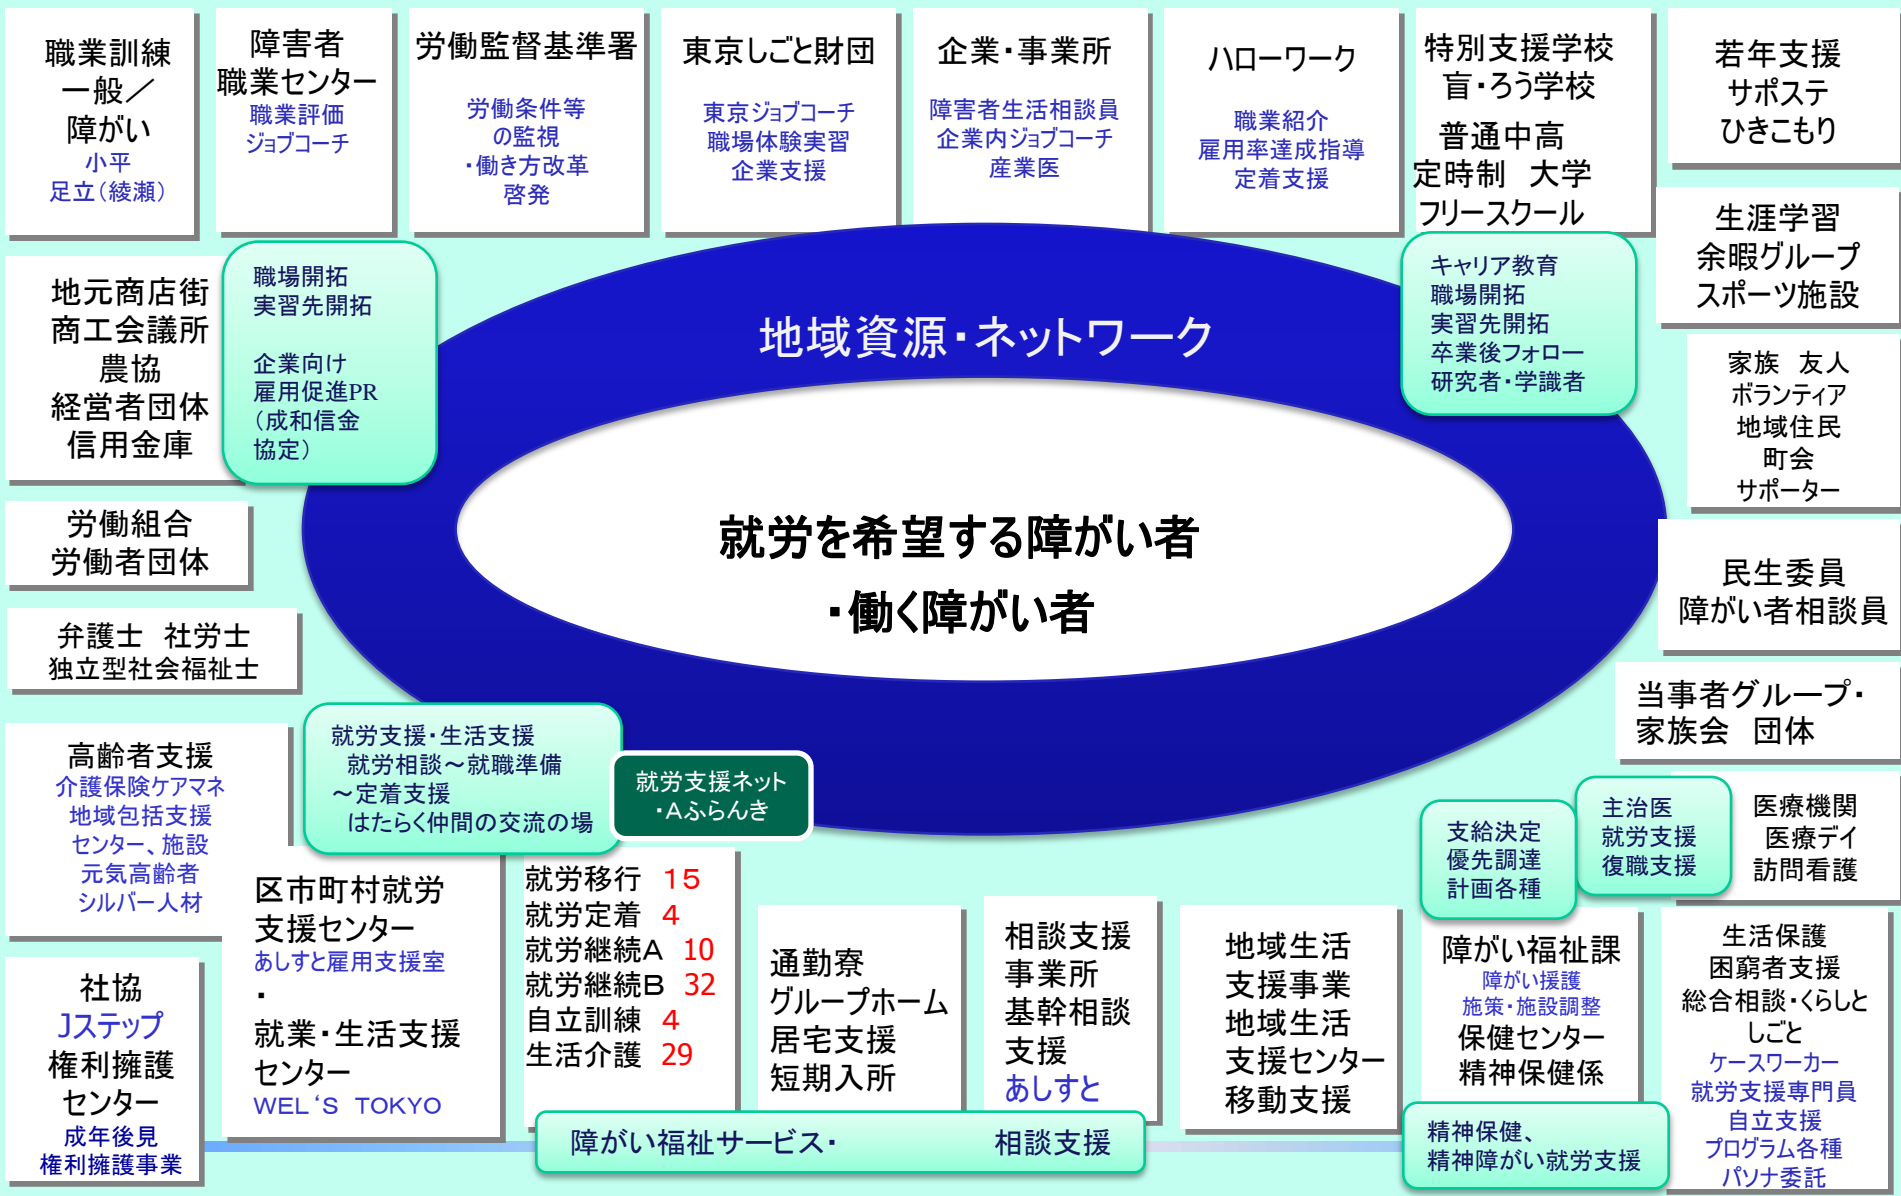 職業訓練
一般／
障がい
小平
足立（綾瀬）
障害者
職業センター
職業評価
ジョブコーチ
労働監督基準署
労働条件等
の監視
・働き方改革
啓発
東京しごと財団
東京ジョブコーチ
職場体験実習
企業支援
企業・事業所
障害者生活相談員
企業内ジョブコーチ
産業医
ハローワーク
職業紹介
雇用率達成指導
定着支援
特別支援学校
盲・ろう学校
普通中高
定時制　大学
フリースクール
若年支援
サポステ
ひきこもり
生涯学習
余暇グループ
スポーツ施設
地元商店街
商工会議所
農協
経営者団体
信用金庫
職場開拓
実習先開拓
企業向け
雇用促進PR
（成和信金
協定）
地域資源・ネットワーク
キャリア教育
職場開拓
実習先開拓
卒業後フォロー
研究者・学識者
家族　友人
ボランティア
地域住民
町会
サポーター
就労を希望する障がい者
・働く障がい者
労働組合
労働者団体
民生委員
障がい者相談員
弁護士　社労士
独立型社会福祉士
当事者グループ・
家族会　団体
高齢者支援
介護保険ケアマネ
地域包括支援
センター、施設
元気高齢者
シルバー人材
就労支援・生活支援
就労相談～就職準備
～定着支援
はたらく仲間の交流の場
就労支援ネット
・Aふらんき
支給決定
優先調達
計画各種
主治医
就労支援
復職支援
医療機関
医療デイ
訪問看護
社協
Jステップ
権利擁護
センター
成年後見
権利擁護事業
区市町村就労
支援センター
あしすと雇用支援室
・
就業・生活支援
センター
WEL‘S　TOKYO
就労移行　15
就労定着　4
就労継続A　10
就労継続B　32
自立訓練　4
生活介護　29
通勤寮
グループホーム
居宅支援
短期入所
相談支援
事業所
基幹相談
支援
あしすと
地域生活
支援事業
地域生活
支援センター
移動支援
障がい福祉課
障がい援護
施策・施設調整
保健センター
精神保健係
生活保護
困窮者支援
総合相談・くらしと
しごと
ケースワーカー
就労支援専門員
自立支援
プログラム各種
パソナ委託
障がい福祉サービス・　相談支援
精神保健、
精神障がい就労支援